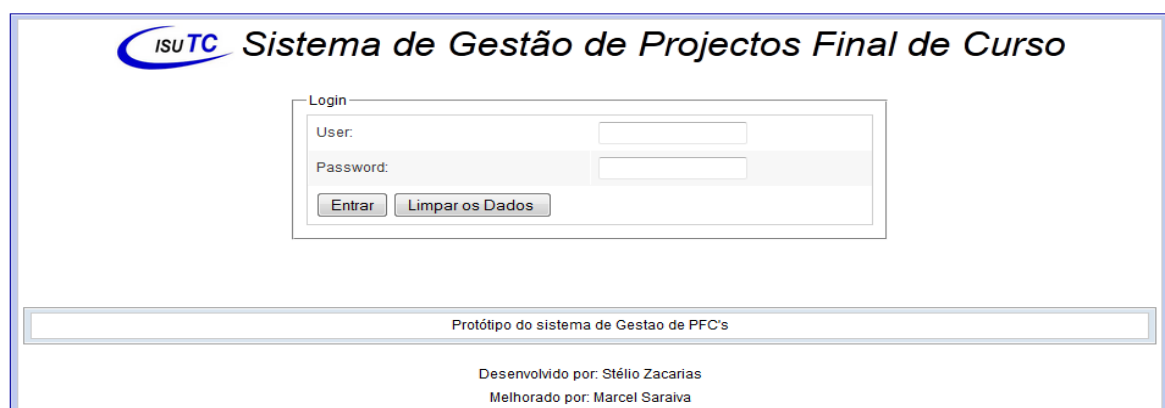 ISUTC Sistema de Gestão de Projectos Final de Curso
Login
User:
Password:
Entrar Limpar os Dados
Protótipo do sistema de Gestao de PFC's
Desenvolvido por: Stélio Zacarias
Melhorado por: Marcel Saraiva